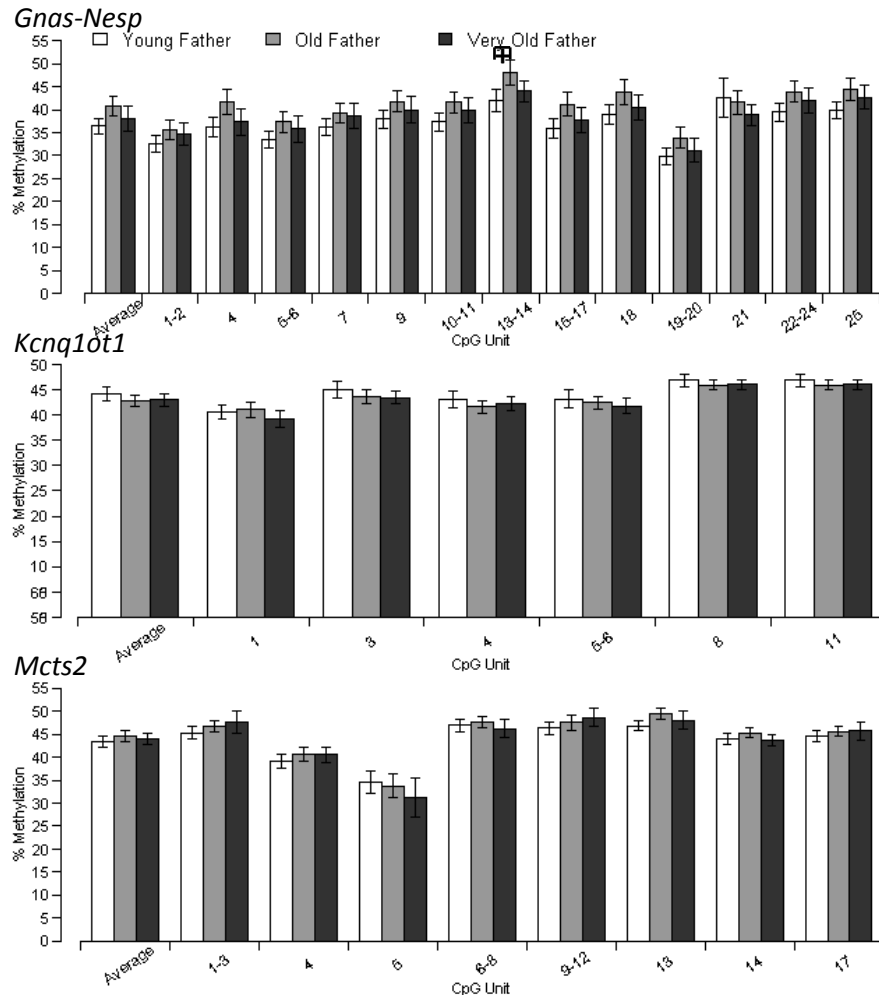 Gnas-Nesp
Young Father Old Father Very Old Father
55
50
45
40
35
30
25
20
15
10
5
0
% Methylation
Average 1-2 4 5-6 7 9 10-11 13-14 16-17 18 19-20 21 22-24 25
CpG Unit
Kcnq1ot1
50
45
40
35
30
25
20
15
10
% Methylation
Average 1 3 4 5-6 8 11
CpG Unit
Mcts2
55
50
45
40
35
30
25
20
15
10
5
0
% Methylation
Average 1-3 4 5 6-8 9-12 13 14 17
CpG Unit